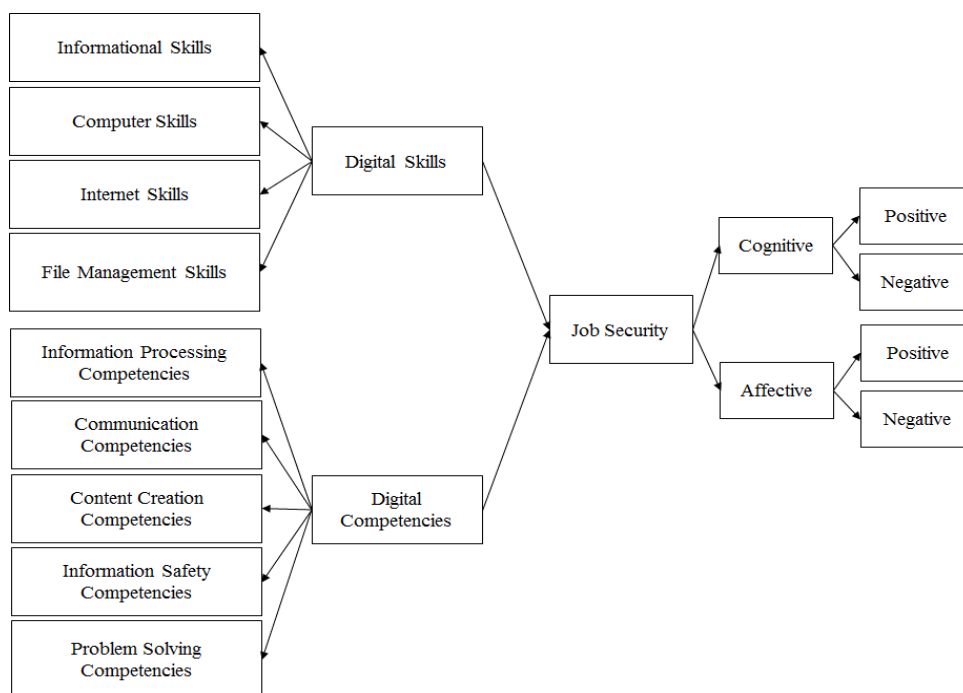 Informational Skills
Computer Skills
Internet Skills
File Management Skills
Information Processing
Competencies
Communication
Competencies
Content Creation
Competencies
Information Safety
Competencies
Problem Solving
Competencies
Digital Skills
Digital
Competencies
Job Security
Cognitive
Affective
Positive
Negative
Positive
Negative